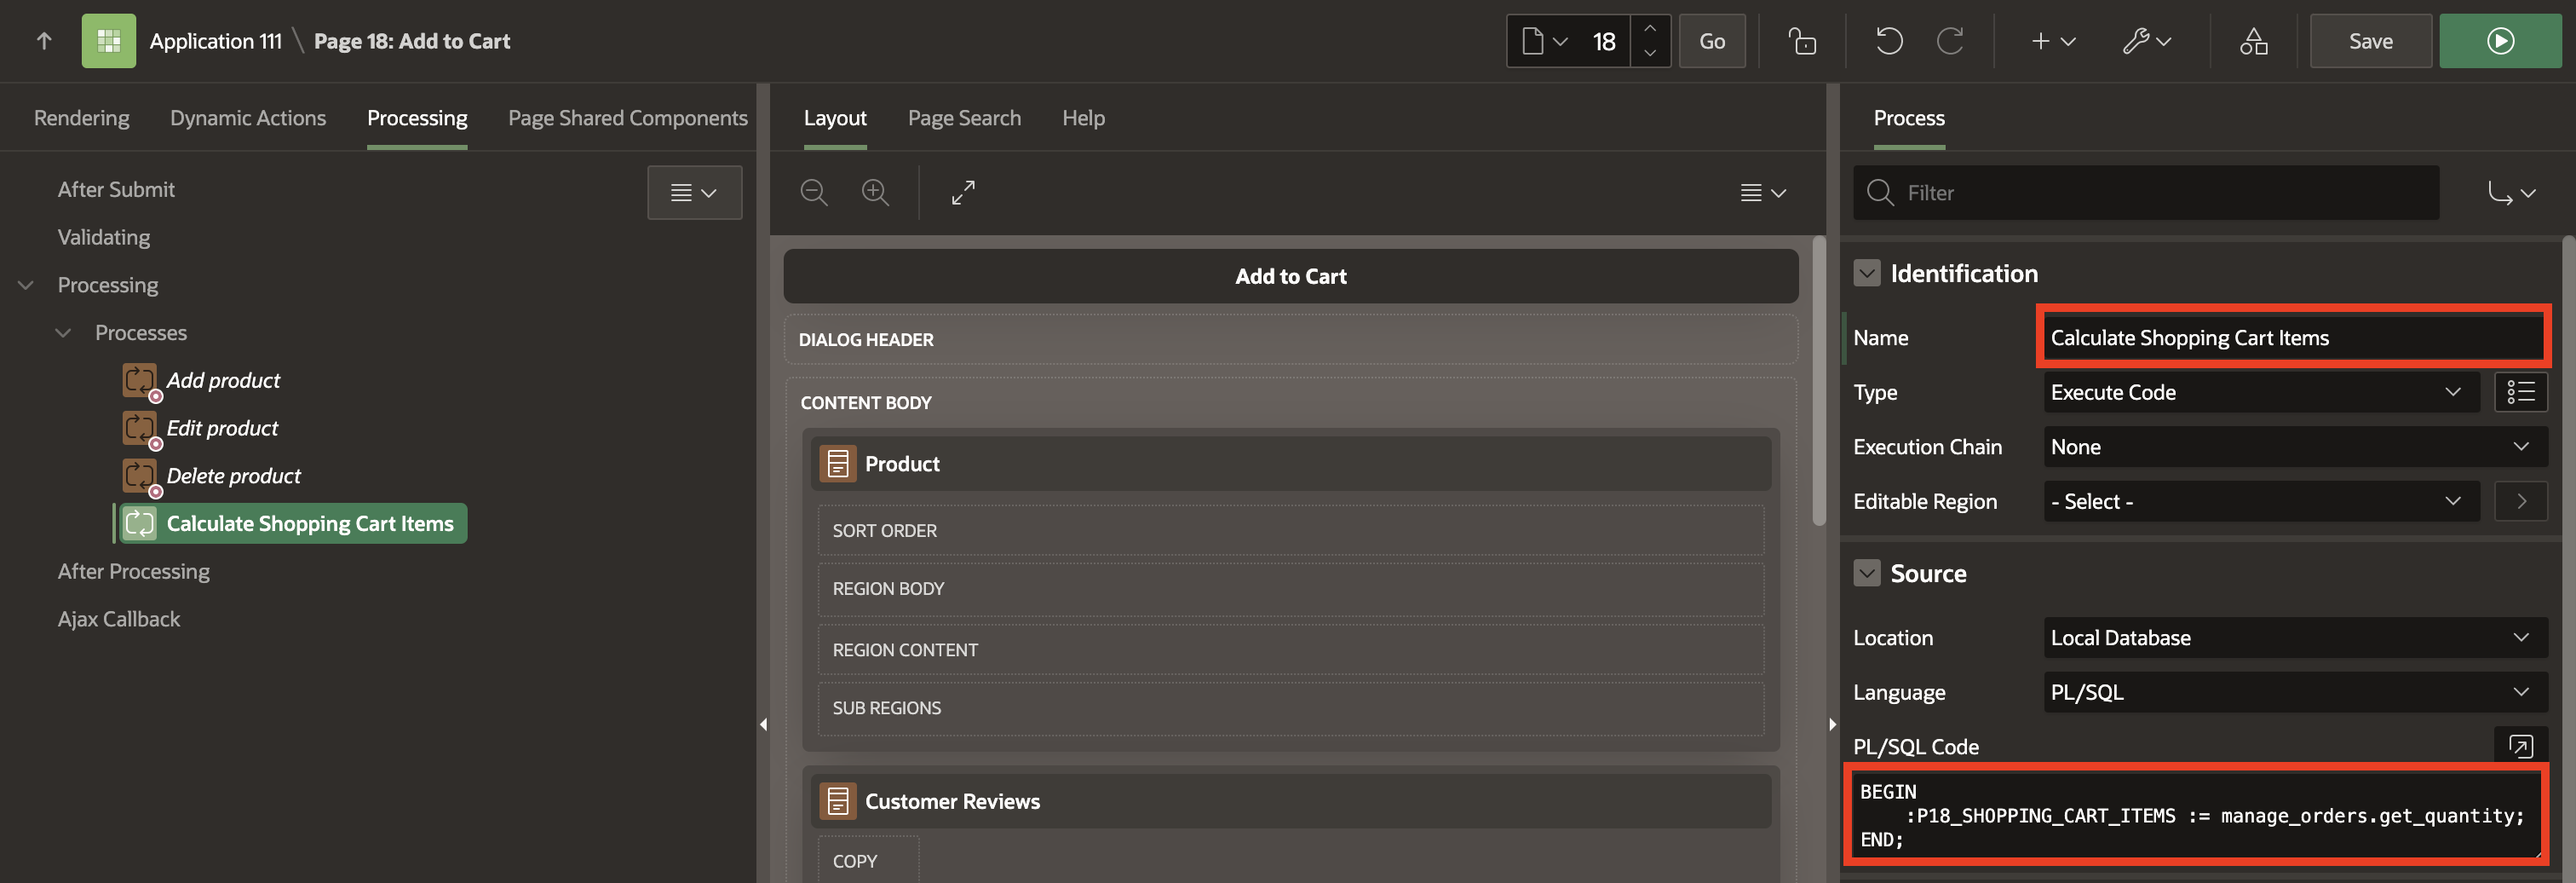 Application 111 \ Page 18: Add to Cart
18
Go
Save
Rendering
Dynamic Actions
Processing
Page Shared Components
After Submit
Validating
Processing
Processes
Add product
Edit product
Delete product
Calculate Shopping Cart Items
After Processing
Ajax Callback
Layout
Page Search
Help
Add to Cart
DIALOG HEADER
CONTENT BODY
Product
SORT ORDER
REGION BODY
REGION CONTENT
SUB REGIONS
Customer Reviews
COPY
Process
Filter
Identification
Name Calculate Shopping Cart Items
Type Execute Code
Execution Chain None
Editable Region - Select -
Source
Location Local Database
Language PL/SQL
PL/SQL Code
BEGIN
:P18_SHOPPING_CART_ITEMS := manage_orders.get_quantity;
END;